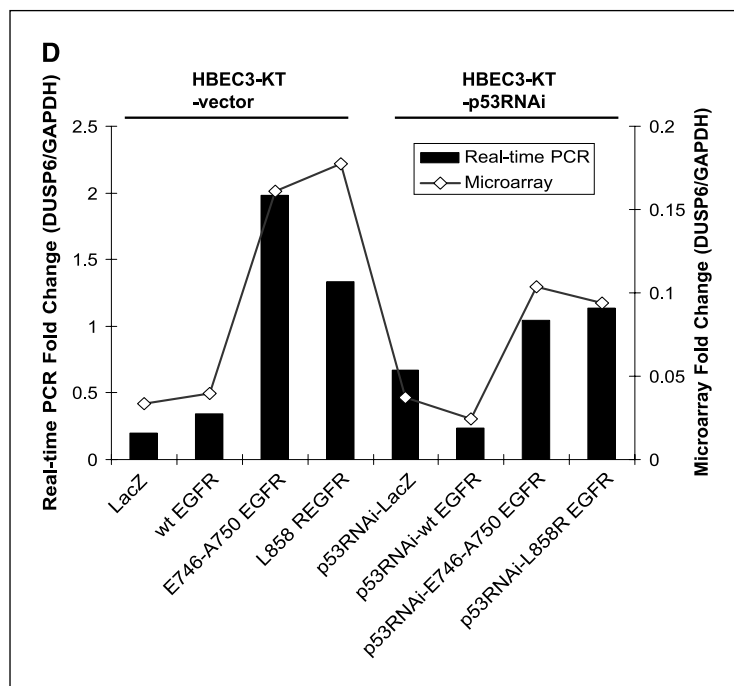 D
HBEC3-KT
-vector
HBEC3-KT
-p53RNAi
Real-time PCR Fold Change (DUSP6/GAPDH)
2.5
2
1.5
1
0.5
0
Real-time PCR
Microarray
0.2
0.15
0.1
0.05
0
Microarray Fold Change (DUSP6/GAPDH)
LacZ
wt EGFR
E746-A750 EGFR
L858 REGFR
p53RNAi-LacZ
p53RNAi-wt EGFR
p53RNAi-E746-A750 EGFR
p53RNAi-L858R EGFR